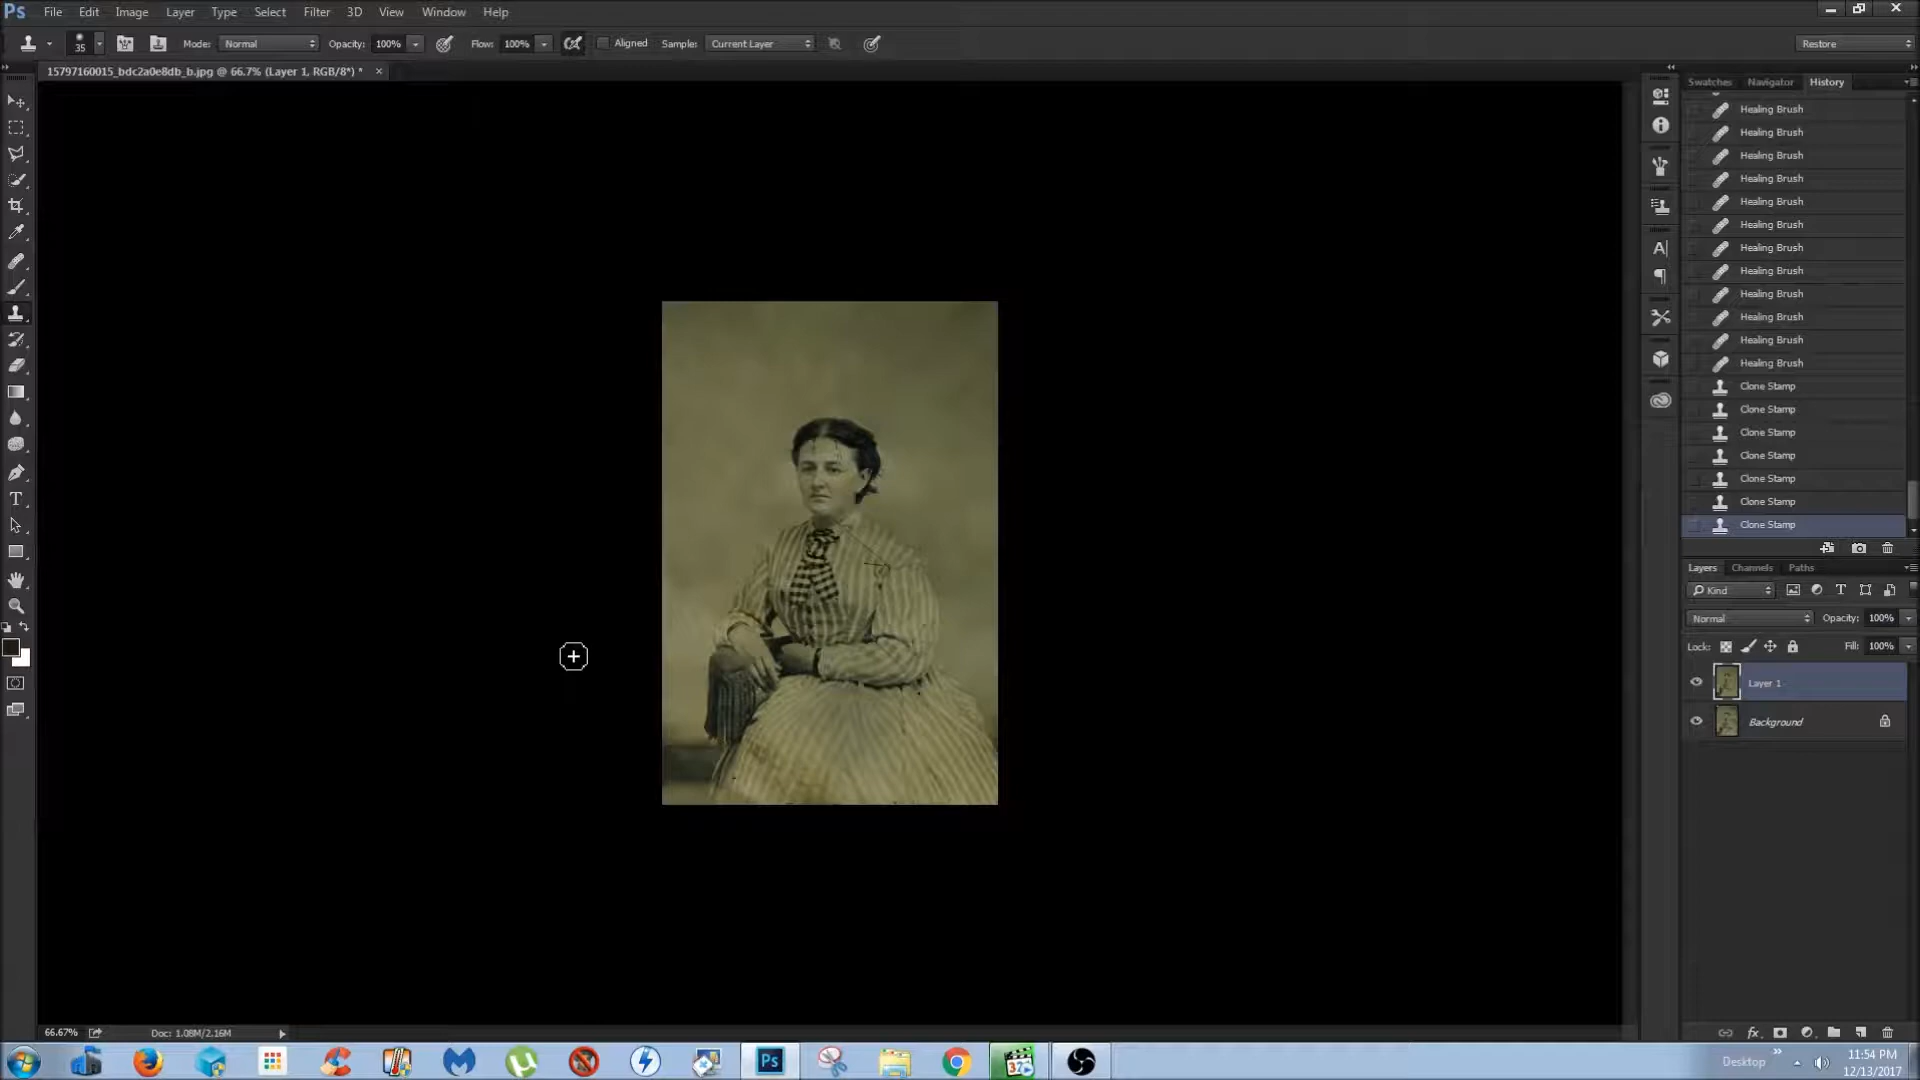 Ps File Edit Image Layer Type Select Filter 3D View Window Help
35 Mode: Normal Opacity: 100% Flow: 100% Aligned Sample: Current Layer Restore
15797160015_bdc2a0e8db_b.jpg @ 66.7% (Layer 1, RGB/8*) * ×
Swatches Navigator History
Healing Brush
Healing Brush
Healing Brush
Healing Brush
Healing Brush
Healing Brush
Healing Brush
Healing Brush
Healing Brush
Healing Brush
Healing Brush
Healing Brush
Clone Stamp
Clone Stamp
Clone Stamp
Clone Stamp
Clone Stamp
Clone Stamp
Clone Stamp
Layers Channels Paths
Kind
Normal Opacity: 100%
Lock: Fill: 100%
Layer 1
Background
fx
66.67% Doc: 1.08M/2.16M
Ps Desktop 11:54 PM
12/13/2017